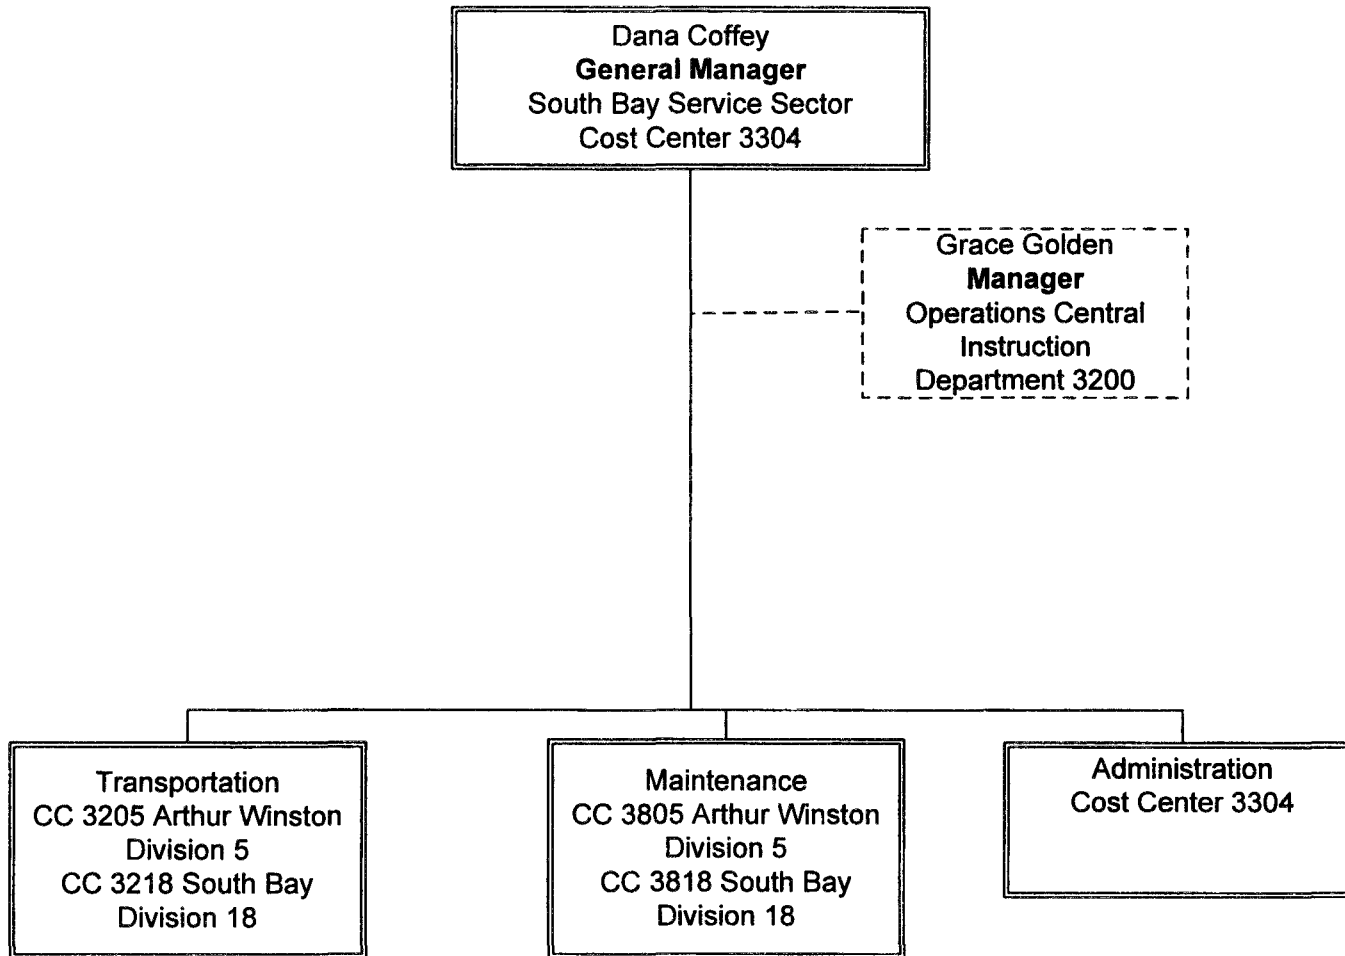 Dana Coffey
General Manager
South Bay Service Sector
Cost Center 3304
Grace Golden
Manager
Operations Central
Instruction
Department 3200
Transportation
CC 3205 Arthur Winston
Division 5
CC 3218 South Bay
Division 18
Maintenance
CC 3805 Arthur Winston
Division 5
CC 3818 South Bay
Division 18
Administration
Cost Center 3304